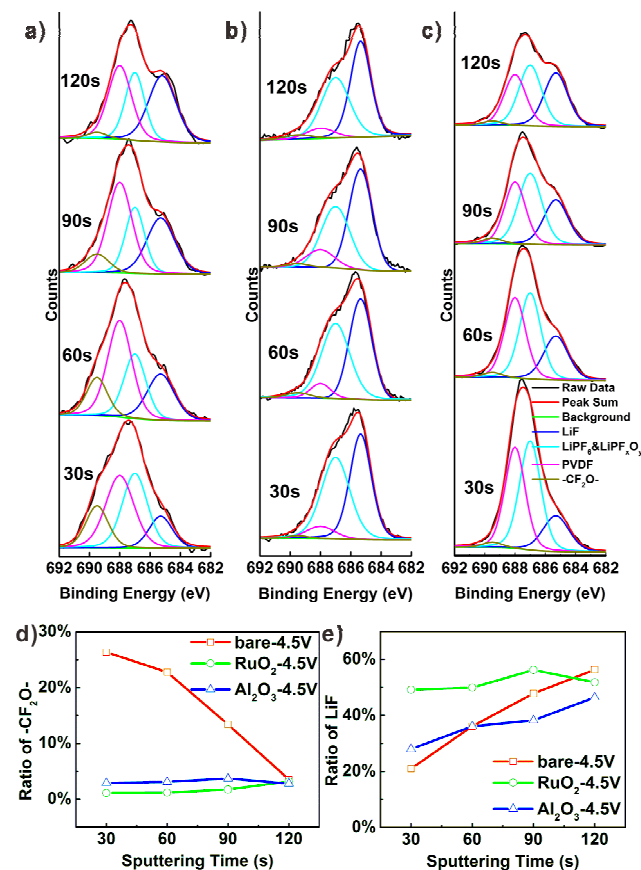 a)
120s
90s
60s
30s
Counts
692 690 688 686 684 682
Binding Energy (eV)
b)
120s
90s
60s
30s
Counts
692 690 688 686 684 682
Binding Energy (eV)
c)
120s
90s
60s
30s
Counts
Raw Data
Peak Sum
Background
LiF
LiPF₆&LiPFₓOᵧ
PVDF
-CF₂O-
692 690 688 686 684 682
Binding Energy (eV)
d)
30%
20%
10%
0%
Ratio of -CF₂O-
bare-4.5V
RuO₂-4.5V
Al₂O₃-4.5V
30 60 90 120
Sputtering Time (s)
e)
60%
40%
20%
0%
Ratio of LiF
bare-4.5V
RuO₂-4.5V
Al₂O₃-4.5V
30 60 90 120
Sputtering Time (s)